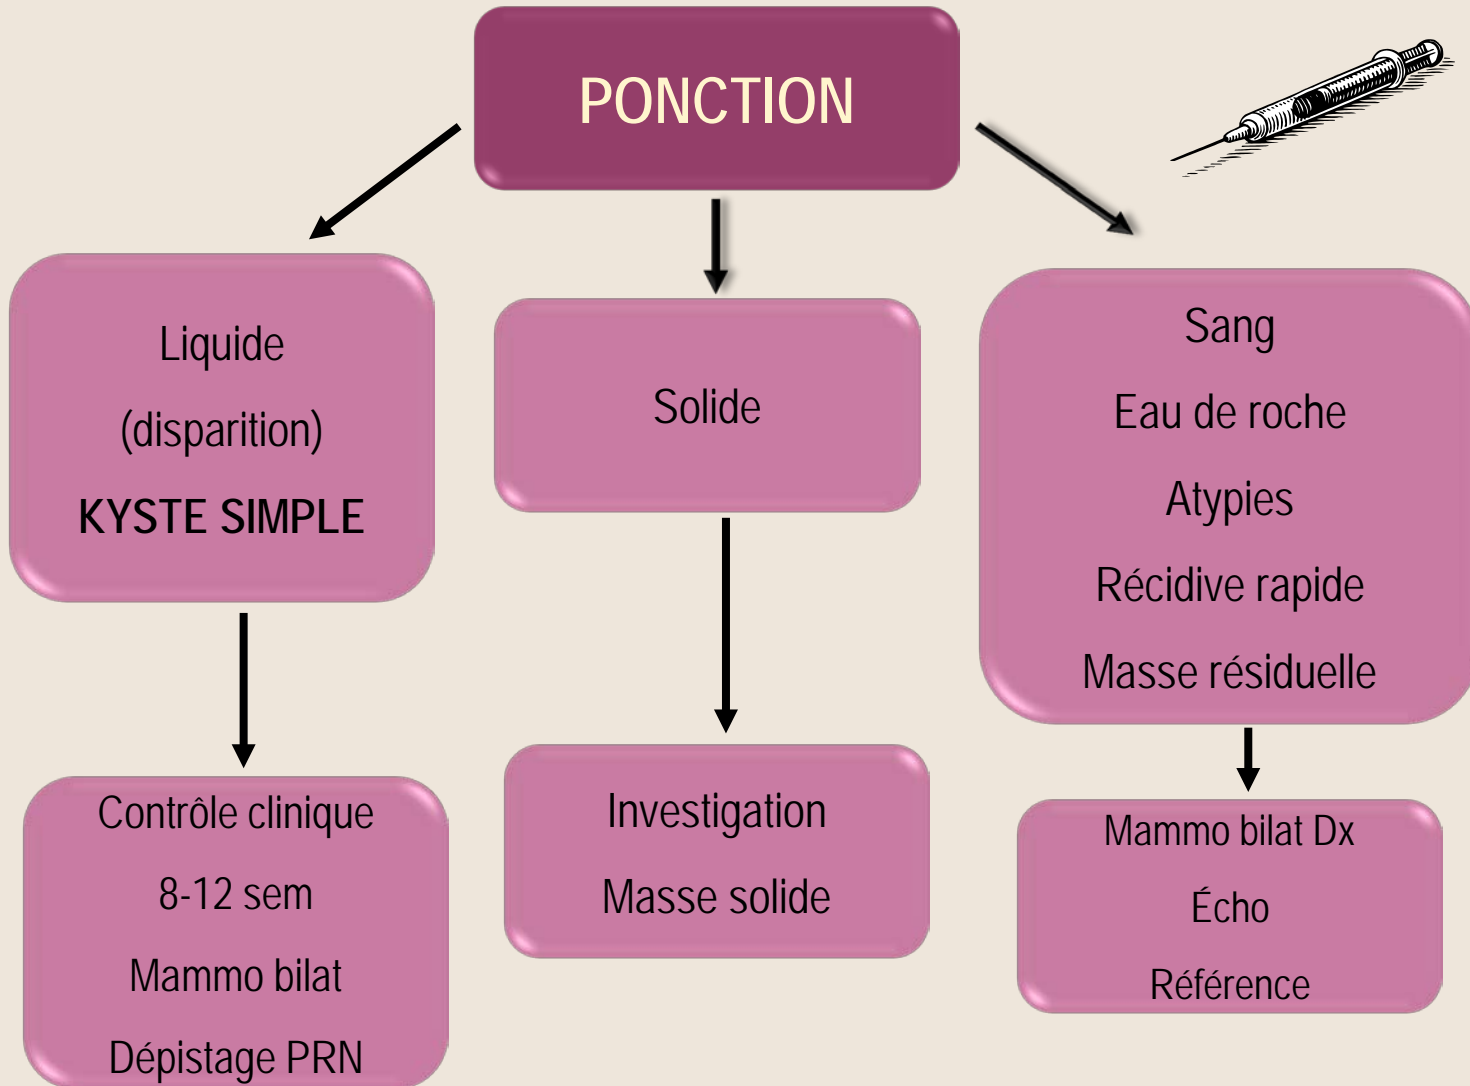 PONCTION
Liquide
(disparition)
KYSTE SIMPLE
Solide
Sang
Eau de roche
Atypies
Récidive rapide
Masse résiduelle
Contrôle clinique
8-12 sem
Mammo bilat
Dépistage PRN
Investigation
Masse solide
Mammo bilat Dx
Écho
Référence